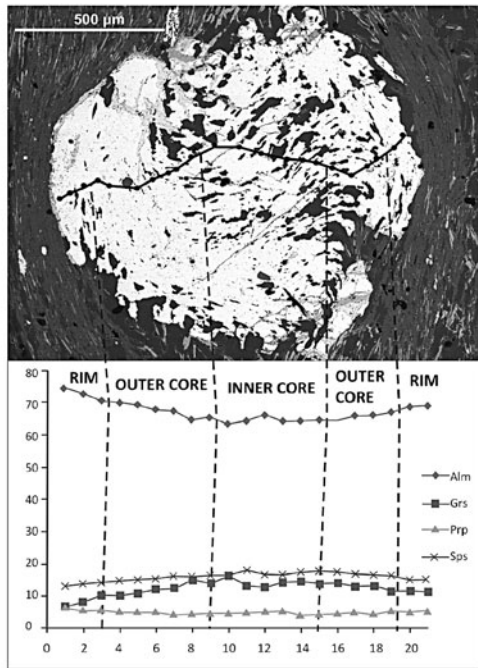 500 µm
80
70
60
50
40
30
20
10
0
RIM
OUTER CORE
INNER CORE
OUTER
CORE
RIM
Alm
Grs
Prp
Sps
0 2 4 6 8 10 12 14 16 18 20